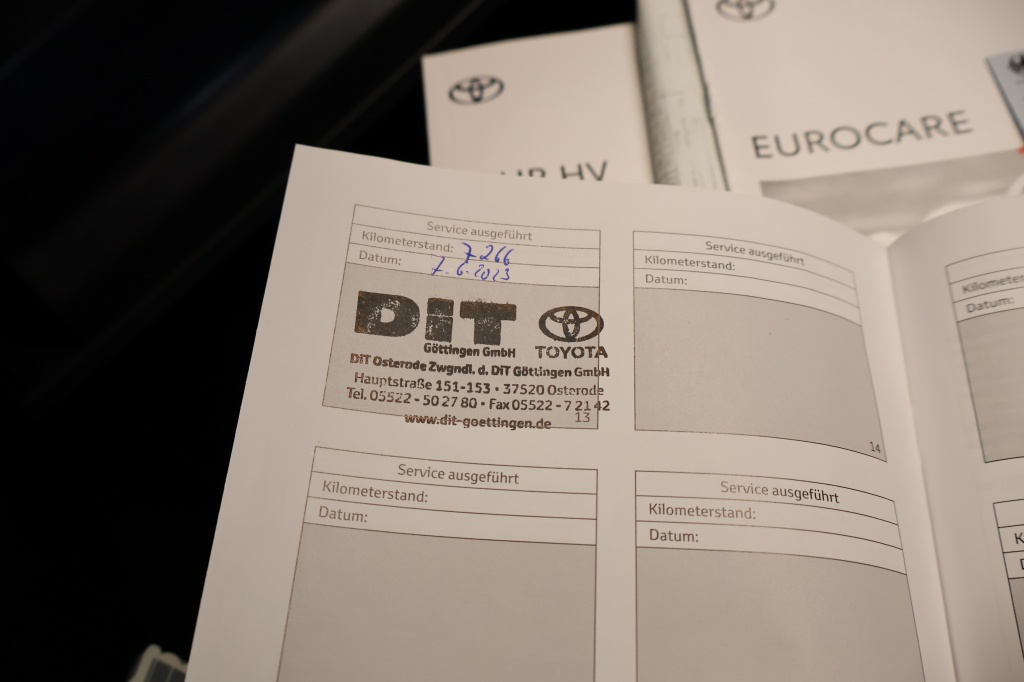 EUROCARE
HV
Service ausgeführt
Kilometerstand: 7266
Datum: 7.6.2023
DiT
Göttingen GmbH
TOYOTA
DiT Osterode Zwgndl. d. DiT Göttingen GmbH
Hauptstraße 151-153 • 37520 Osterode
Tel. 05522 - 50 27 80 • Fax 05522 - 7 21 42
www.dit-goettingen.de
13
Service ausgeführt
Kilometerstand:
Datum:
14
Service ausgeführt
Kilometerstand:
Datum:
Service ausgeführt
Kilometerstand:
Datum:
Datum: